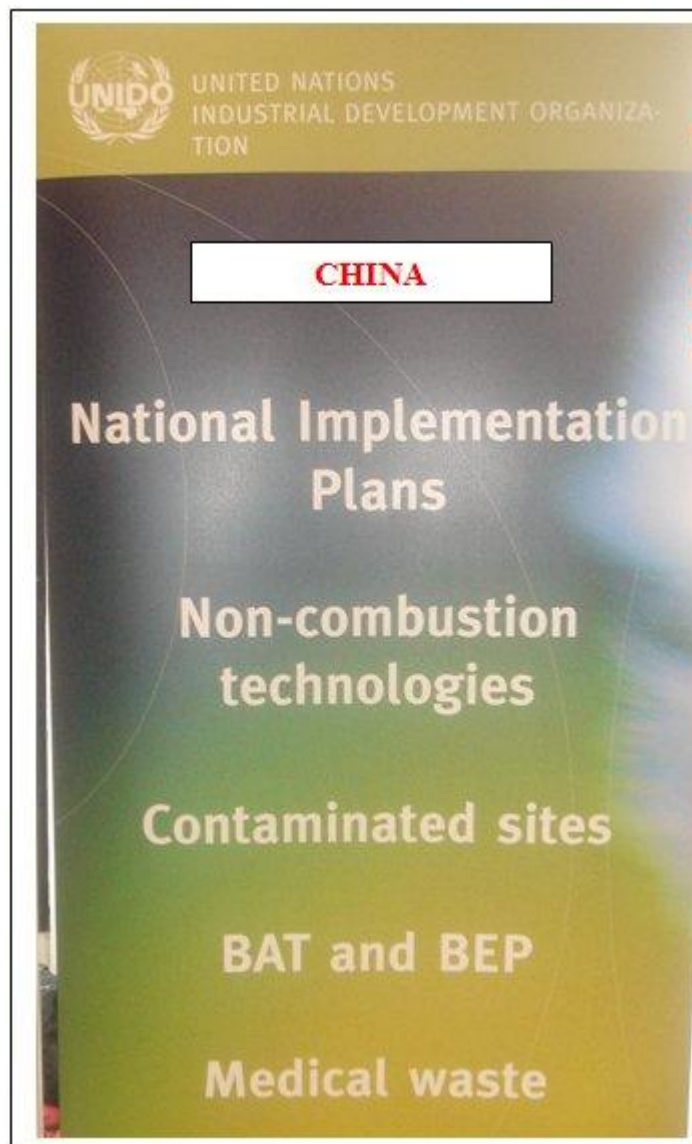 UNIDO
UNITED NATIONS
INDUSTRIAL DEVELOPMENT ORGANIZA-
TION
CHINA
National Implementation
Plans
Non-combustion
technologies
Contaminated sites
BAT and BEP
Medical waste